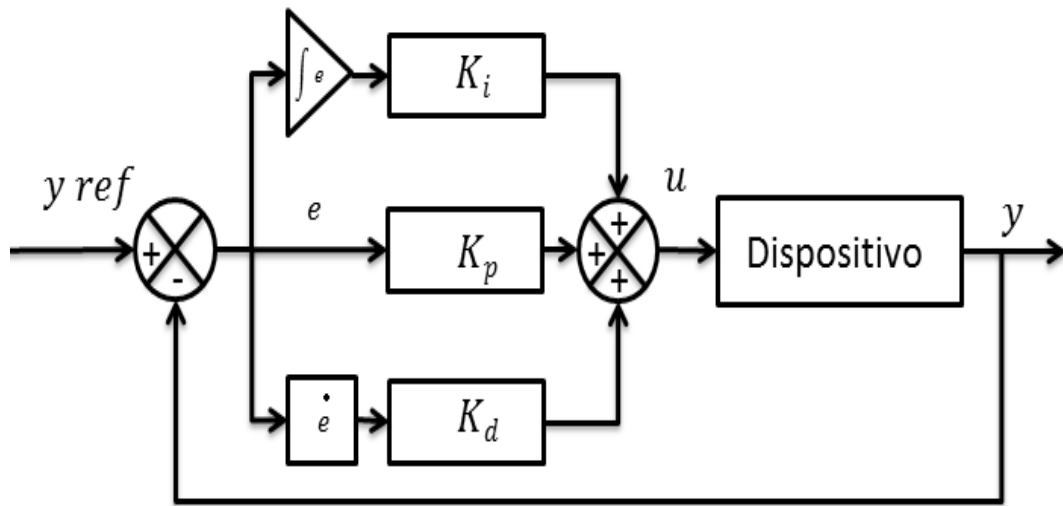 ∫ e
K_i
y ref
+
-
e
K_p
+
+
+
u
Dispositivo
y
ė
K_d